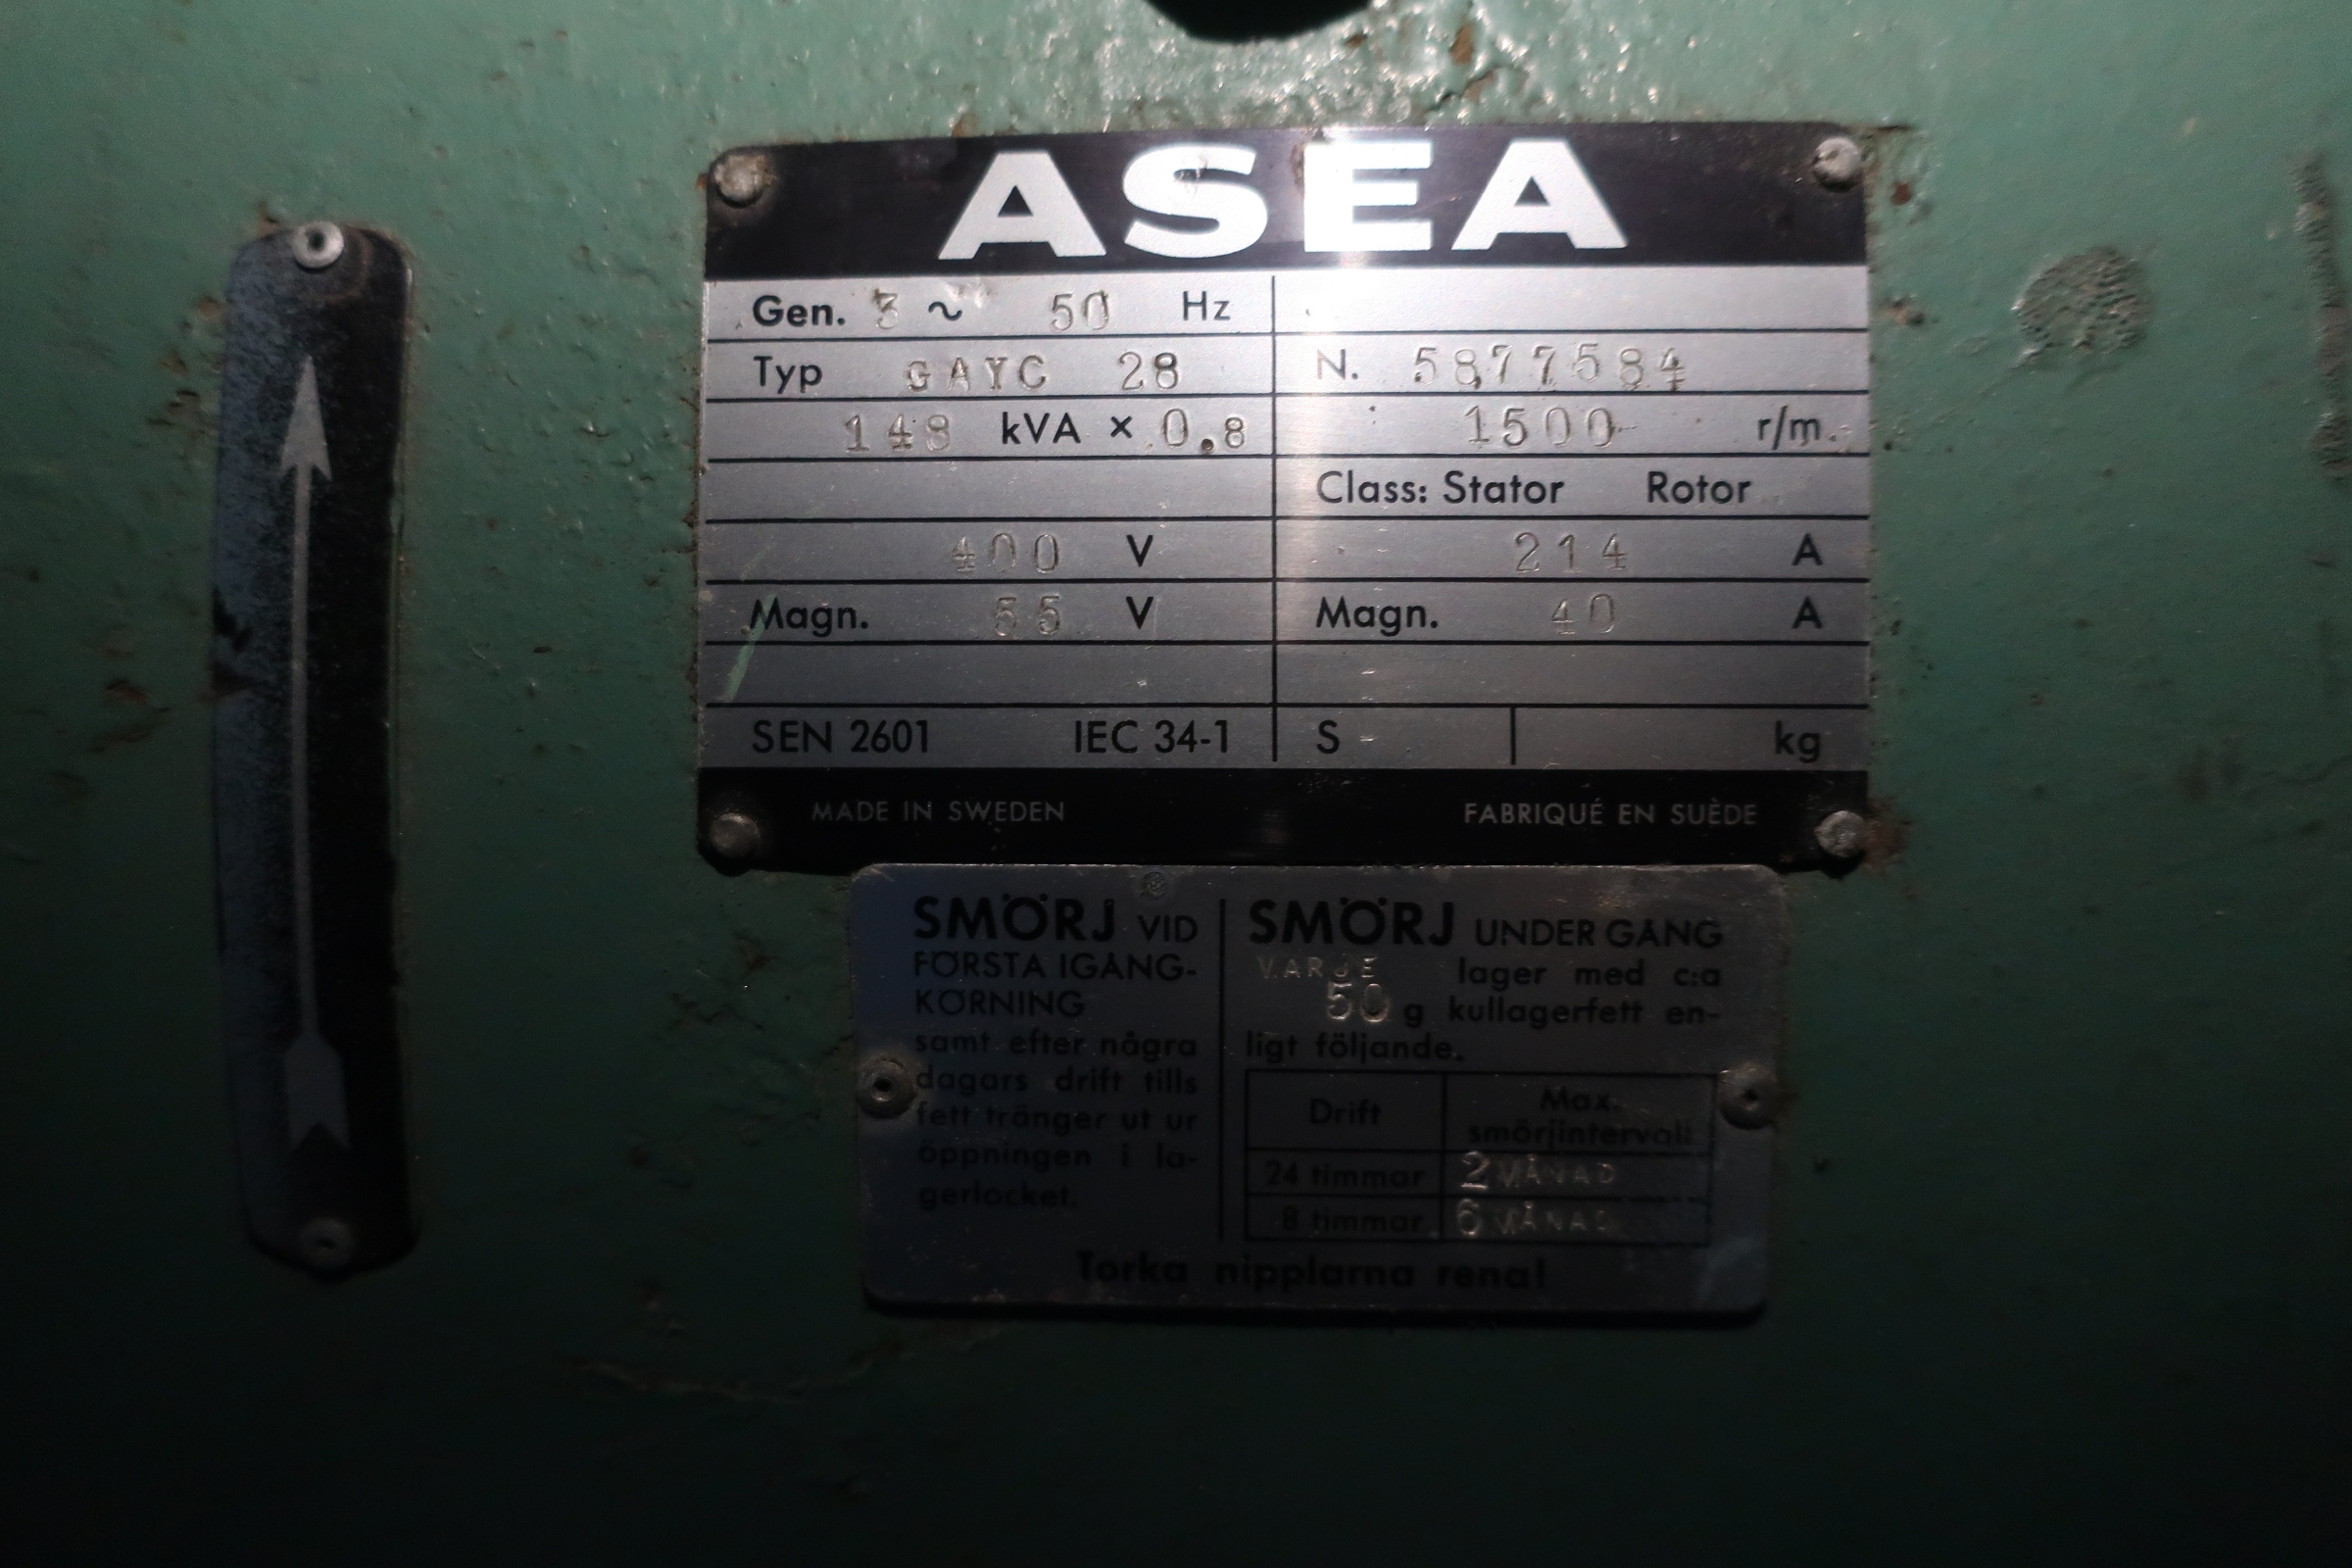 ASEA
Gen. 3 ~ 50 Hz
Typ GAYC 28 N. 5877584
148 kVA × 0.8 1500 r/m.
Class: Stator Rotor
400 V 214 A
Magn. 55 V Magn. 40 A
SEN 2601 IEC 34-1 S kg
MADE IN SWEDEN FABRIQUÉ EN SUÈDE
SMÖRJ VID
FÖRSTA IGÅNG-
KÖRNING
samt efter några
dagars drift tills
fett tränger ut ur
öppningen i la-
gerlocket.
SMÖRJ UNDER GÅNG
VARJE lager med c:a
50 g kullagerfett en-
ligt följande.
Drift Max.
smörjintervall
24 timmar 2 MÅNAD
8 timmar 6 MÅNAD
Torka nipplarna rena!